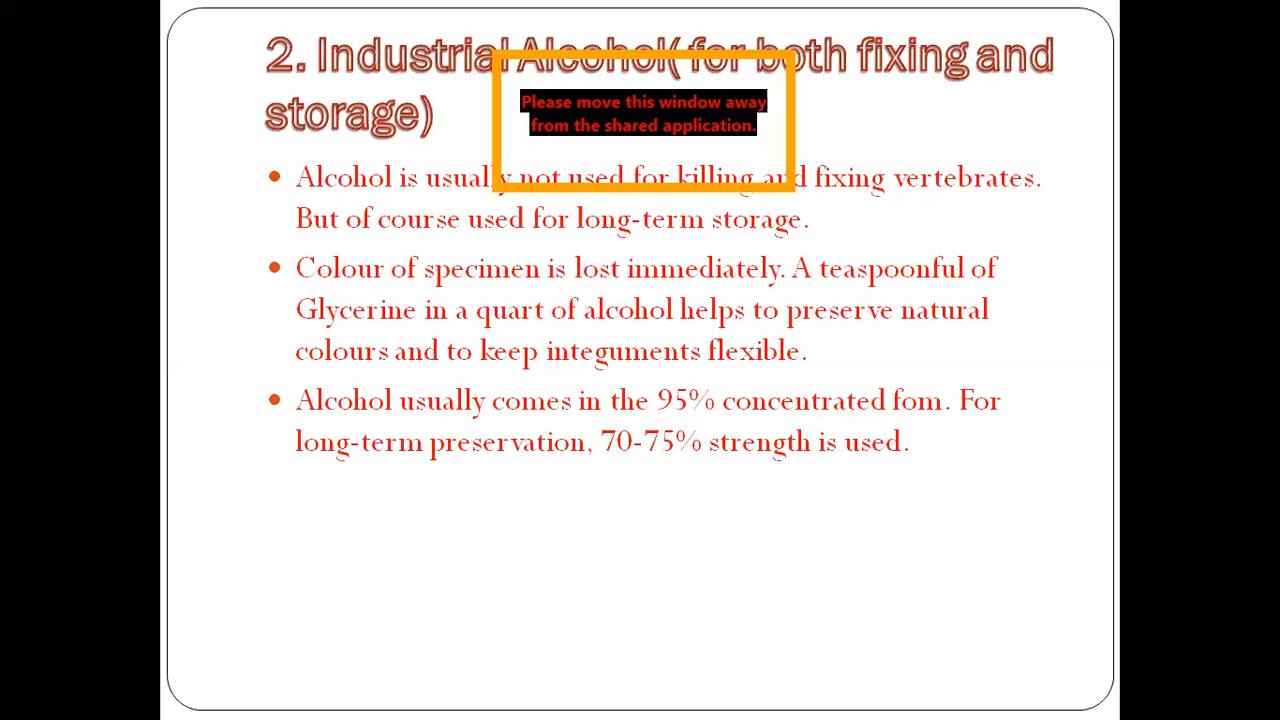 2. Industrial Alcohol( for both fixing and
storage)
Please move this window away
from the shared application.
Alcohol is usually not used for killing and fixing vertebrates.
But of course used for long-term storage.
Colour of specimen is lost immediately. A teaspoonful of
Glycerine in a quart of alcohol helps to preserve natural
colours and to keep integuments flexible.
Alcohol usually comes in the 95% concentrated fom. For
long-term preservation, 70-75% strength is used.